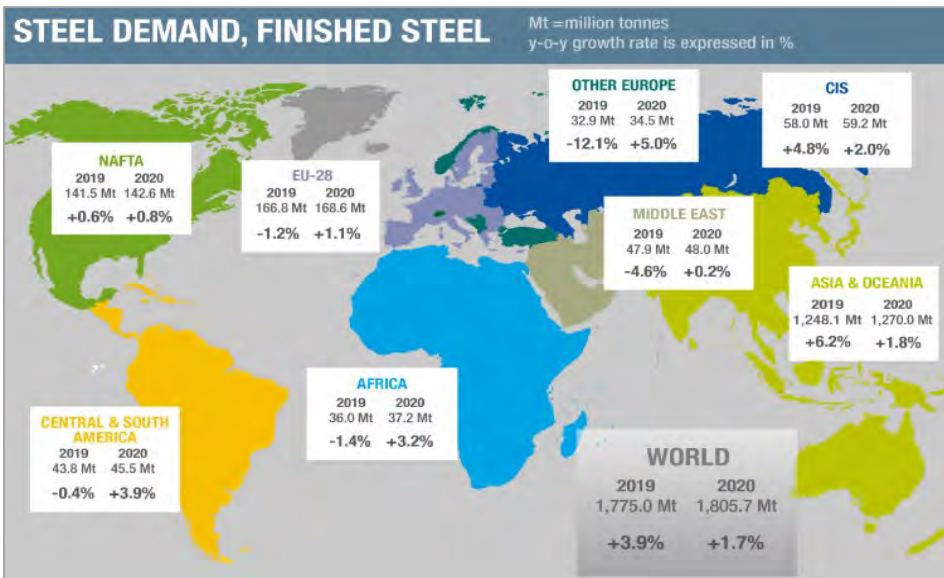 STEEL DEMAND, FINISHED STEEL
Mt =million tonnes
y-o-y growth rate is expressed in %
OTHER EUROPE
2019 2020
32.9 Mt 34.5 Mt
-12.1% +5.0%
CIS
2019 2020
58.0 Mt 59.2 Mt
+4.8% +2.0%
NAFTA
2019 2020
141.5 Mt 142.6 Mt
+0.6% +0.8%
EU-28
2019 2020
166.8 Mt 168.6 Mt
-1.2% +1.1%
MIDDLE EAST
2019 2020
47.9 Mt 48.0 Mt
-4.6% +0.2%
ASIA & OCEANIA
2019 2020
1,248.1 Mt 1,270.0 Mt
+6.2% +1.8%
AFRICA
2019 2020
36.0 Mt 37.2 Mt
-1.4% +3.2%
CENTRAL & SOUTH
AMERICA
2019 2020
43.8 Mt 45.5 Mt
-0.4% +3.9%
WORLD
2019 2020
1,775.0 Mt 1,805.7 Mt
+3.9% +1.7%